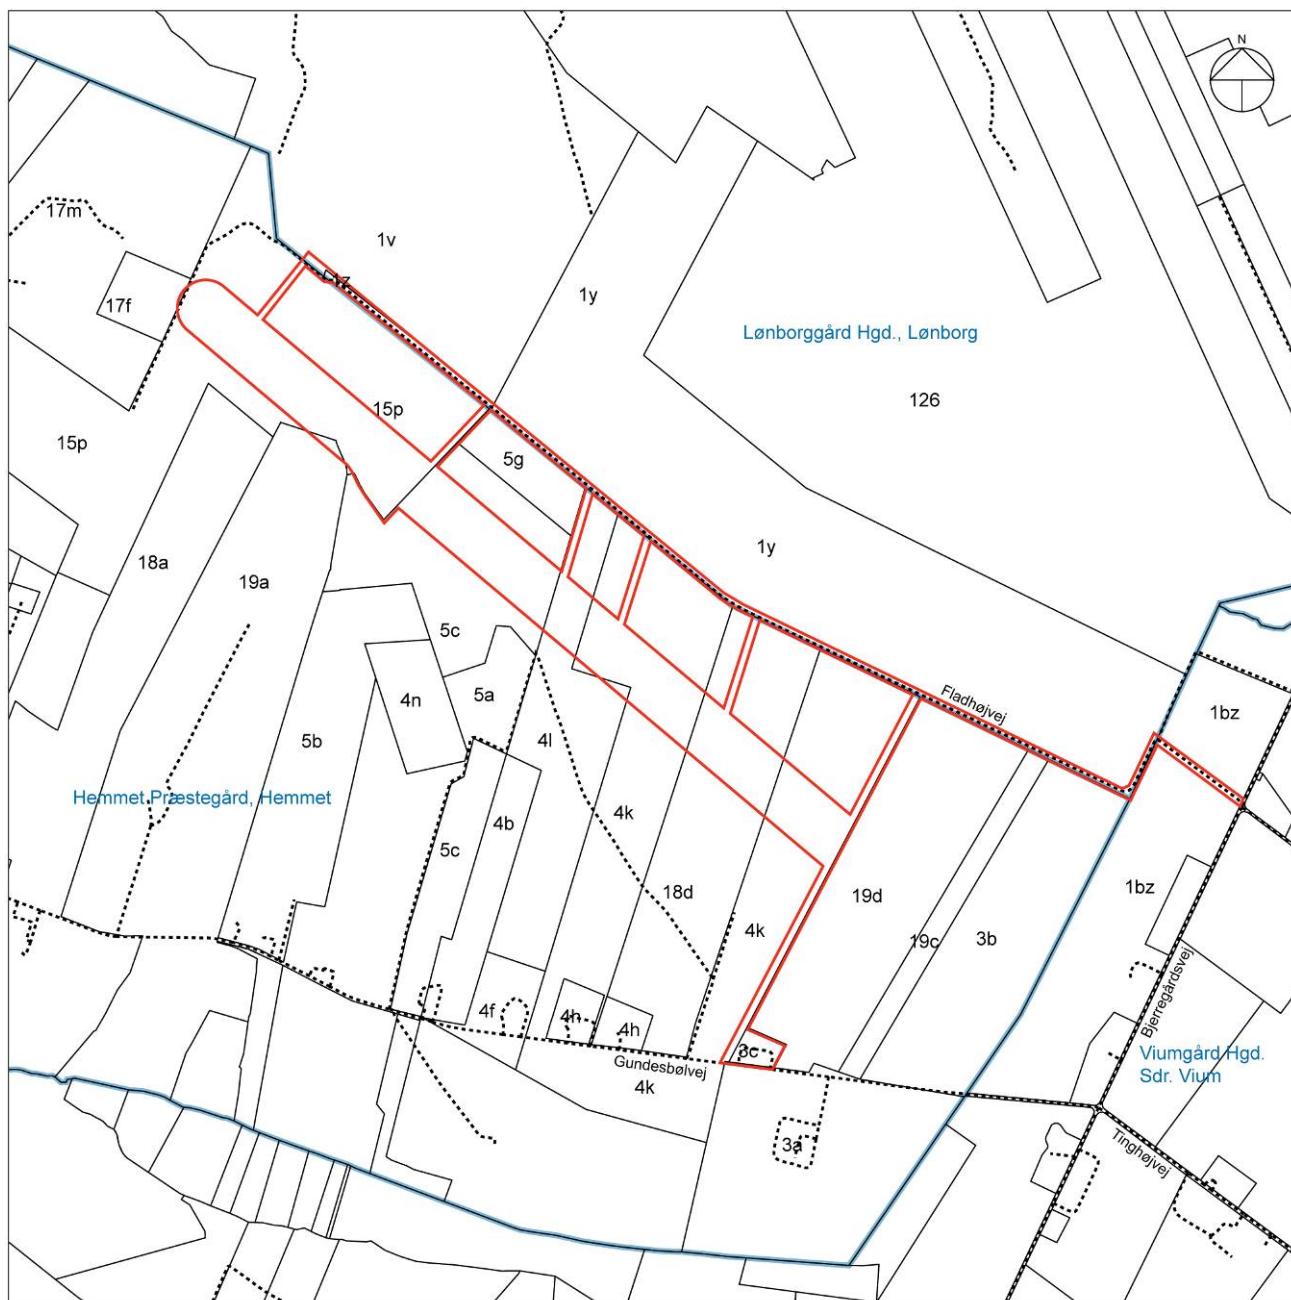 N
17m
1v
17
17f
1y
Lønborggård Hgd., Lønborg
126
15p
15p
5g
1y
18a
19a
5c
Fladhøjvej
4n
5a
1bz
5b
4l
Hemmet Præstegård, Hemmet
4k
4b
5c
18d
19d
1bz
4k
19c
3b
Bjerregårdsvej
4f
4h
4h
3c
Gundesbølvej
Viumgård Hgd.
Sdr. Vium
4k
3a
Tinghøjvej